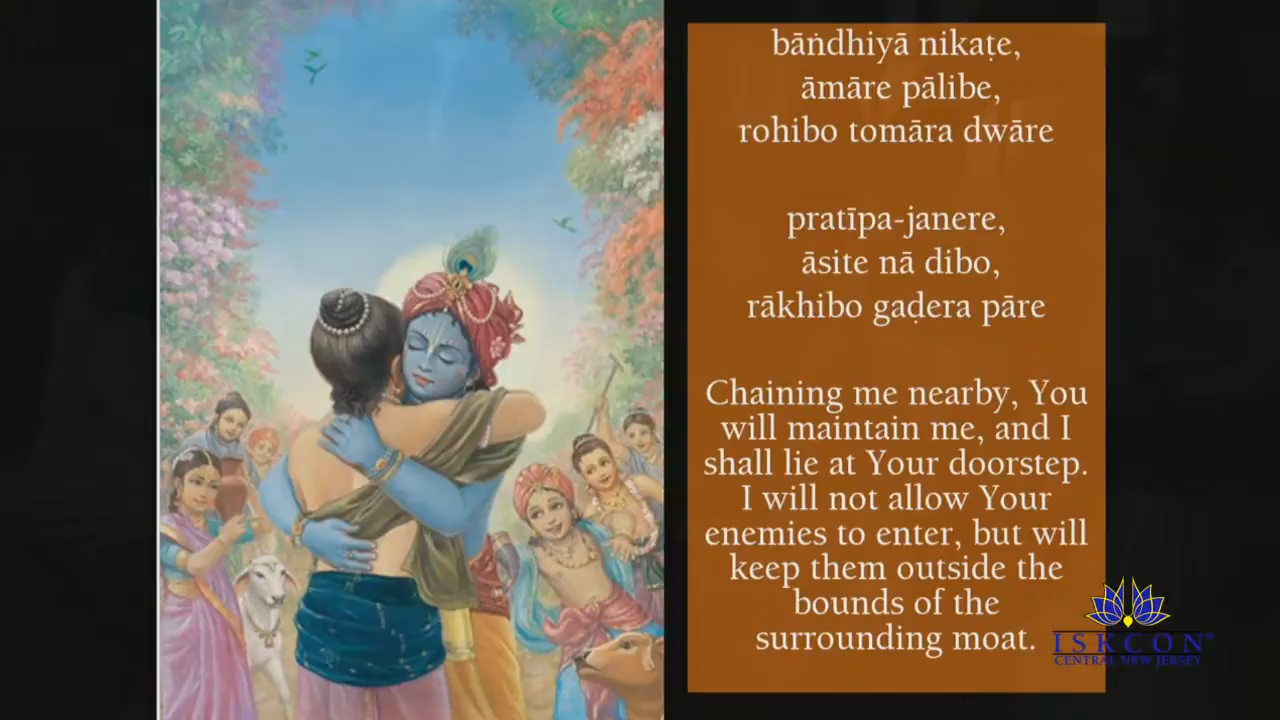 bāṅdhiyā nikaṭe,
āmāre pālibe,
rohibo tomāra dwāre
pratīpa-janere,
āsite nā dibo,
rākhibo gaḍera pāre
Chaining me nearby, You
will maintain me, and I
shall lie at Your doorstep.
I will not allow Your
enemies to enter, but will
keep them outside the
bounds of the
surrounding moat.
ISKCON®
CENTRAL NEW JERSEY